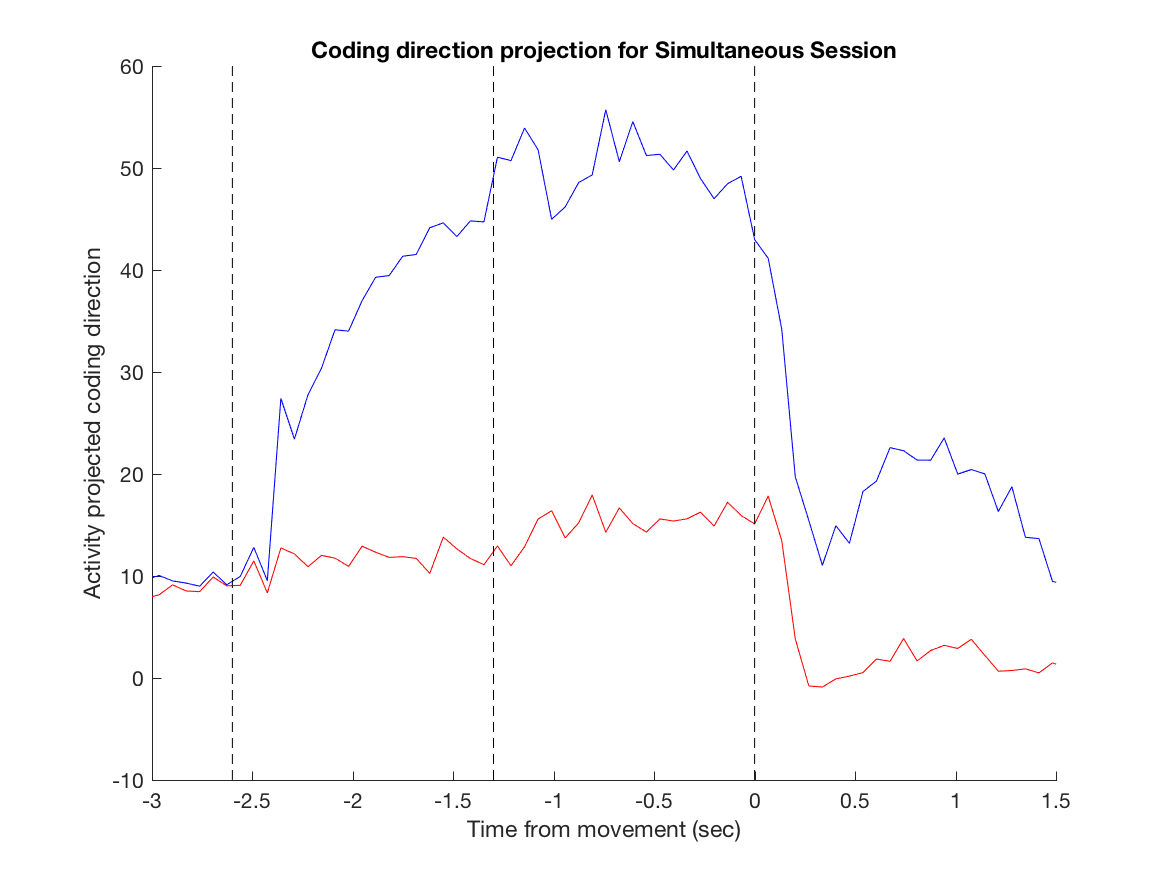 Coding direction projection for Simultaneous Session
60
50
40
30
20
10
0
-10
Activity projected coding direction
-3 -2.5 -2 -1.5 -1 -0.5 0 0.5 1 1.5
Time from movement (sec)